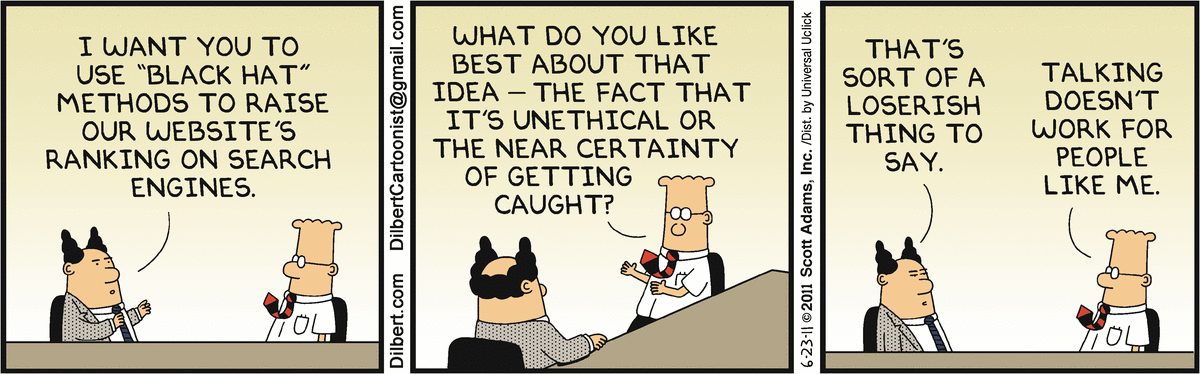 I WANT YOU TO
USE "BLACK HAT"
METHODS TO RAISE
OUR WEBSITE'S
RANKING ON SEARCH
ENGINES.
Dilbert.com DilbertCartoonist@gmail.com
WHAT DO YOU LIKE
BEST ABOUT THAT
IDEA — THE FACT THAT
IT'S UNETHICAL OR
THE NEAR CERTAINTY
OF GETTING
CAUGHT?
6-23-11 ©2011 Scott Adams, Inc. /Dist. by Universal Uclick
THAT'S
SORT OF A
LOSERISH
THING TO
SAY.
TALKING
DOESN'T
WORK FOR
PEOPLE
LIKE ME.